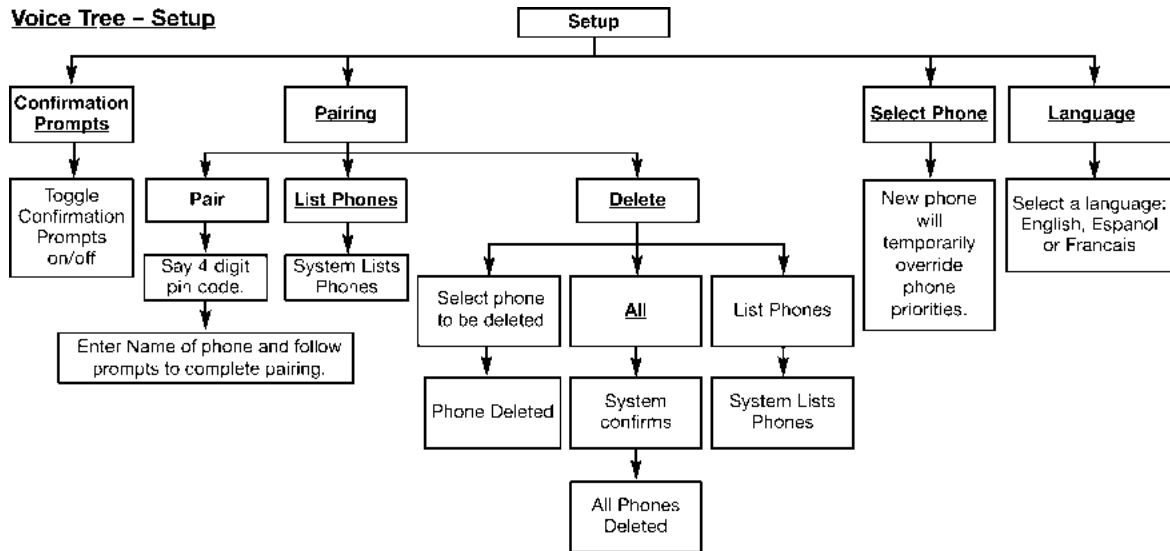 Voice Tree – Setup
Setup
Confirmation
Prompts
Pairing
Select Phone
Language
Toggle
Confirmation
Prompts
on/off
Pair
List Phones
Delete
New phone
will
temporarily
override
phone
priorities.
Select a language:
English, Espanol
or Francais
Say 4 digit
pin code.
System Lists
Phones
Select phone
to be deleted
All
List Phones
Enter Name of phone and follow
prompts to complete pairing.
Phone Deleted
System
confirms
System Lists
Phones
All Phones
Deleted